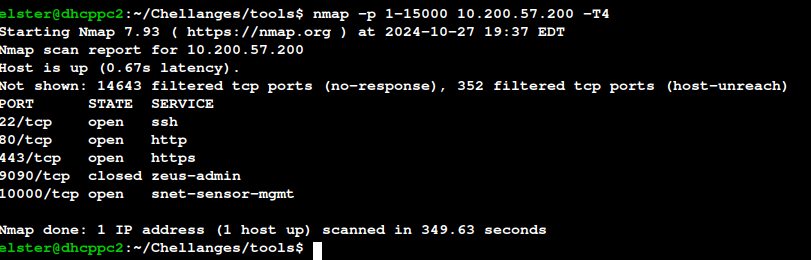 elster@dhcppc2:~/Chellanges/tools$ nmap -p 1-15000 10.200.57.200 -T4
Starting Nmap 7.93 ( https://nmap.org ) at 2024-10-27 19:37 EDT
Nmap scan report for 10.200.57.200
Host is up (0.67s latency).
Not shown: 14643 filtered tcp ports (no-response), 352 filtered tcp ports (host-unreach)
PORT      STATE  SERVICE
22/tcp    open   ssh
80/tcp    open   http
443/tcp   open   https
9090/tcp  closed zeus-admin
10000/tcp open   snet-sensor-mgmt
Nmap done: 1 IP address (1 host up) scanned in 349.63 seconds
elster@dhcppc2:~/Chellanges/tools$